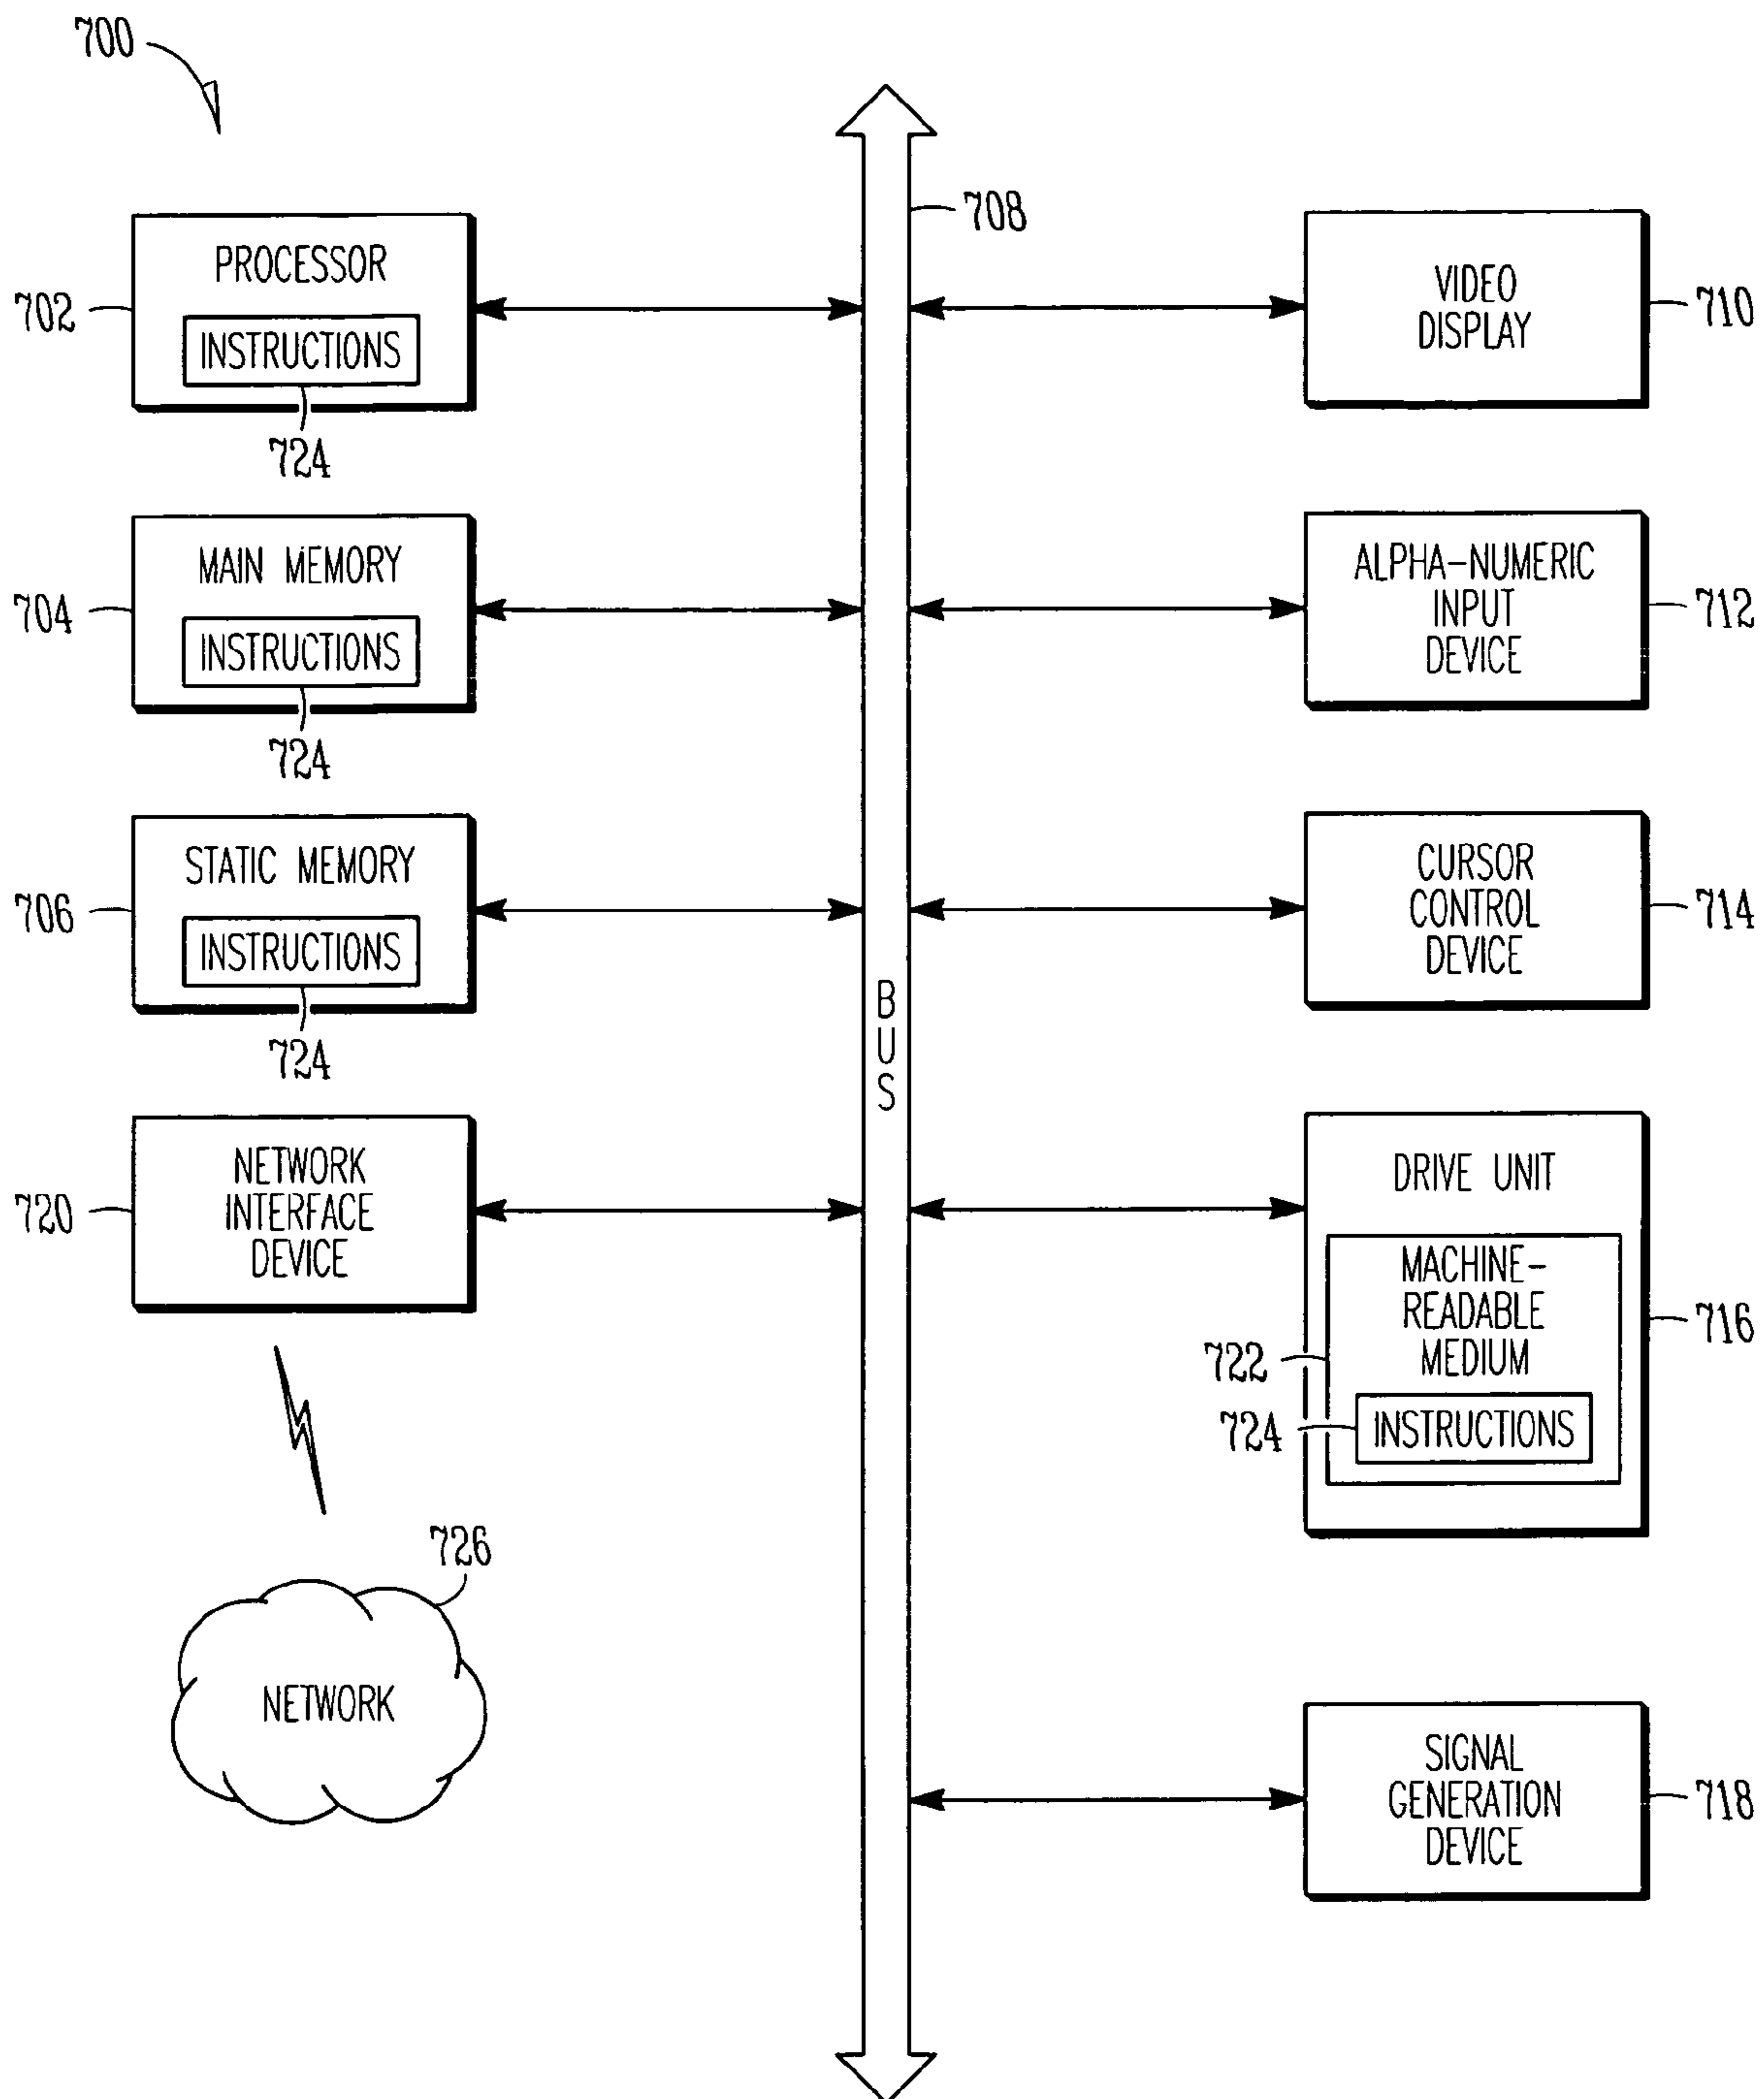 700
708
PROCESSOR
INSTRUCTIONS
702
724
MAIN MEMORY
INSTRUCTIONS
704
724
STATIC MEMORY
INSTRUCTIONS
706
724
NETWORK
INTERFACE
DEVICE
720
726
NETWORK
BUS
VIDEO
DISPLAY
710
ALPHA-NUMERIC
INPUT
DEVICE
712
CURSOR
CONTROL
DEVICE
714
DRIVE UNIT
MACHINE-
READABLE
MEDIUM
INSTRUCTIONS
716
722
724
SIGNAL
GENERATION
DEVICE
718